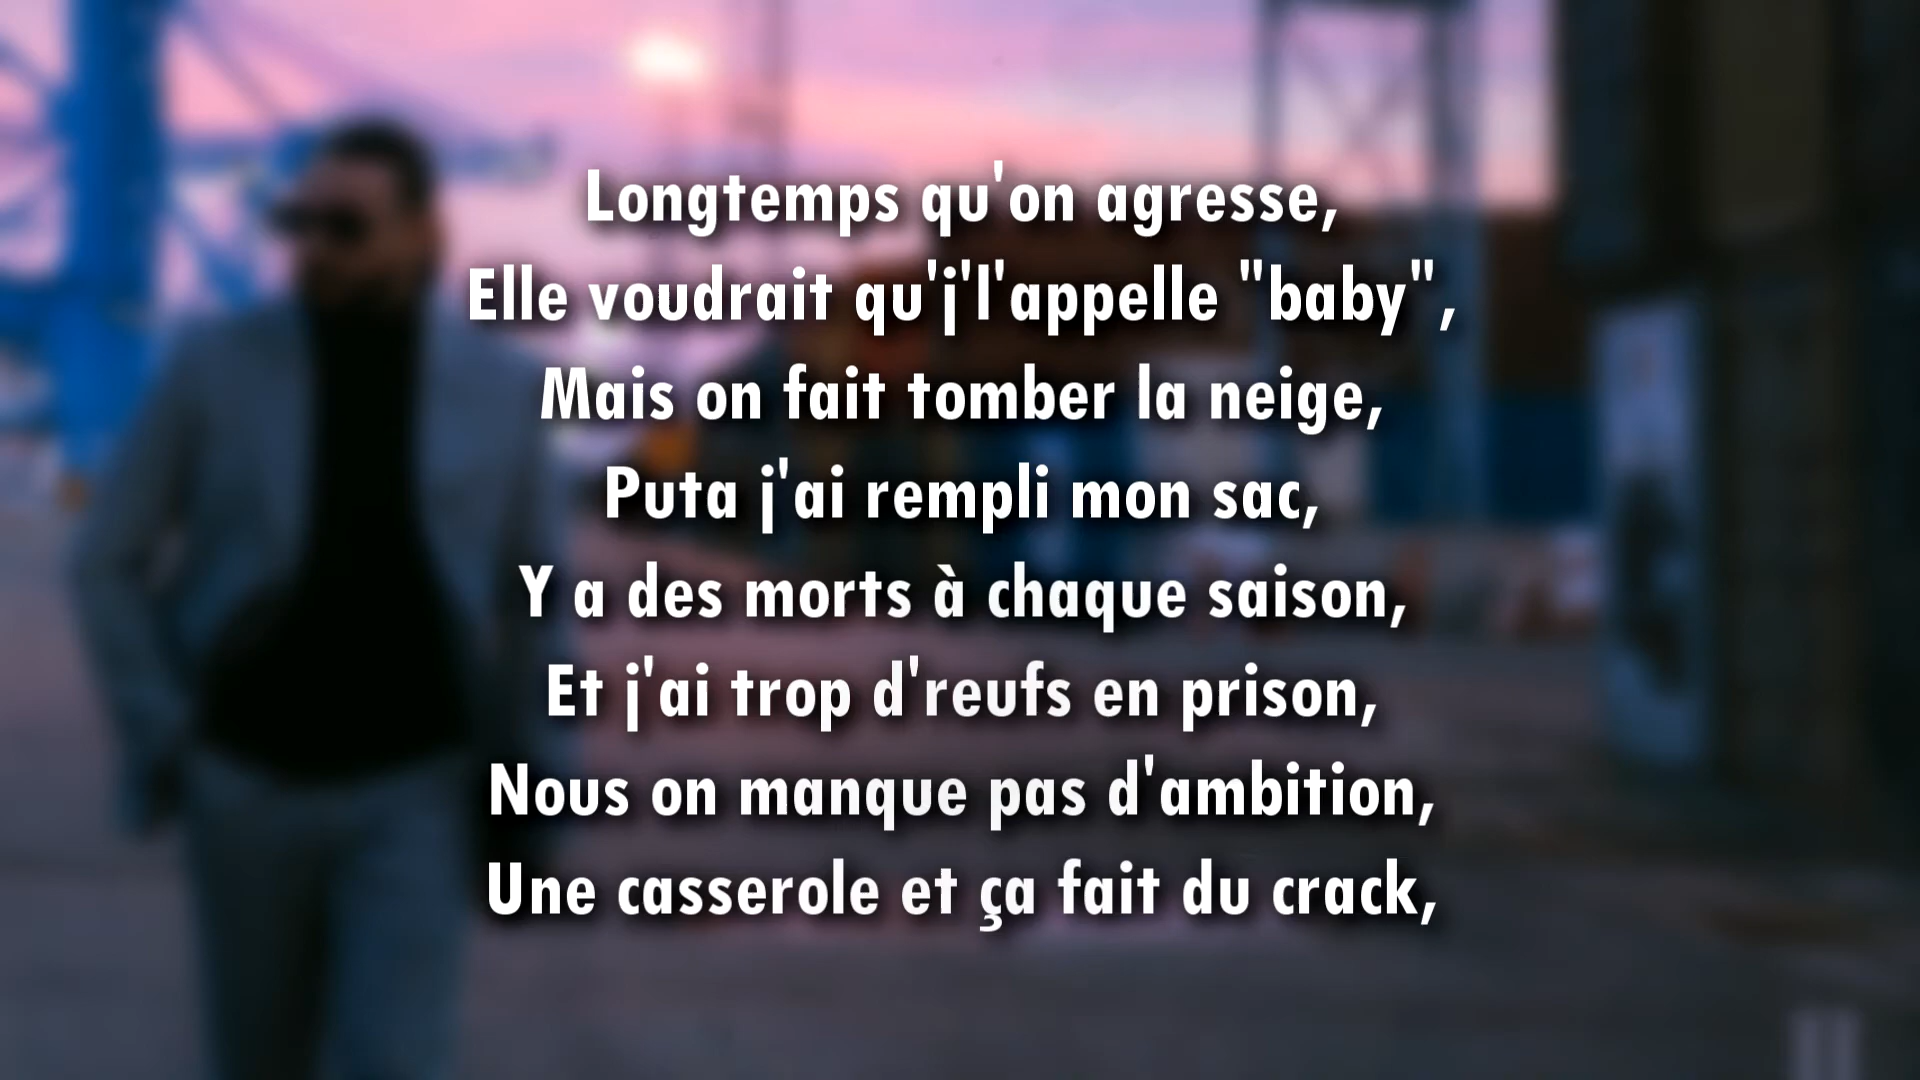 Longtemps qu'on agresse,
Elle voudrait qu'j'l'appelle "baby",
Mais on fait tomber la neige,
Puta j'ai rempli mon sac,
Y a des morts à chaque saison,
Et j'ai trop d'reufs en prison,
Nous on manque pas d'ambition,
Une casserole et ça fait du crack,